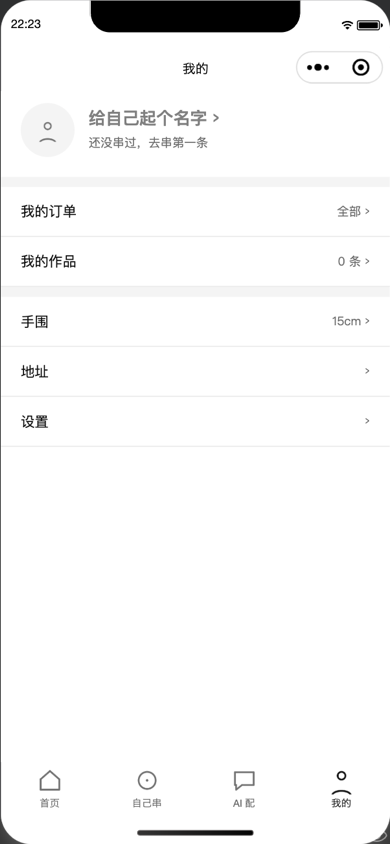 22:23
我的
给自己起个名字 >
还没串过，去串第一条
我的订单 全部 >
我的作品 0 条 >
手围 15cm >
地址 >
设置 >
首页 自己串 AI 配 我的